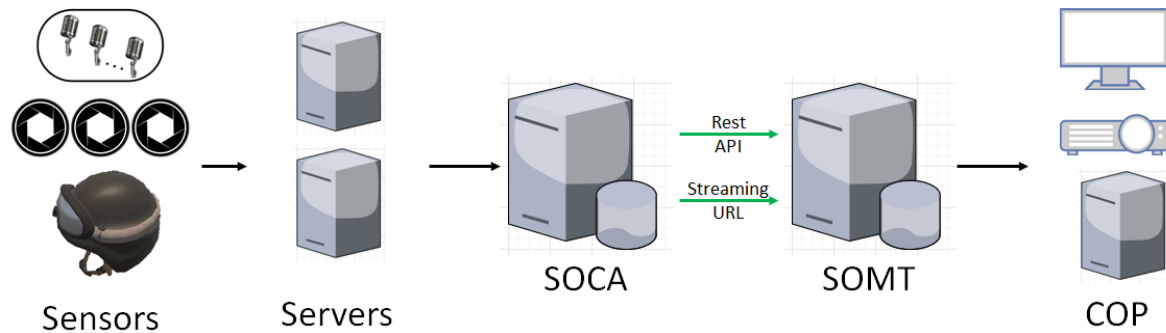 Rest
API
Streaming
URL
SOCA
SOMT
Sensors
Servers
COP